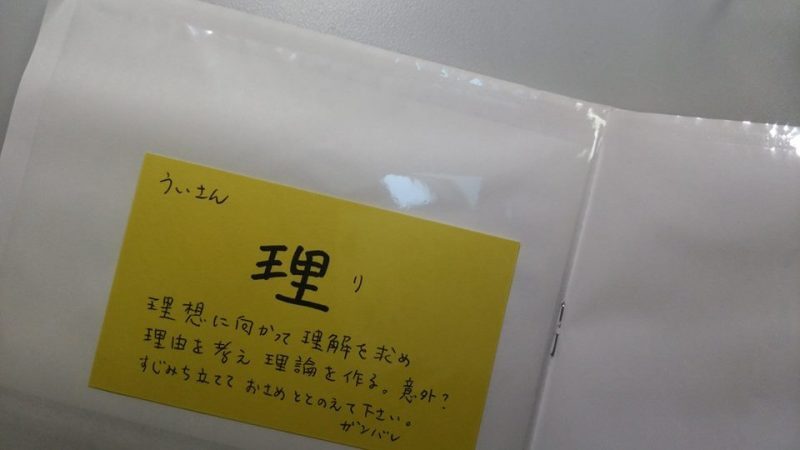 うぃさん
理 り
理想に向かって 理解を求め
理由を考え 理論を作る。意外?
すじみち立てて おさめ ととのえて下さい。
ガンバレ